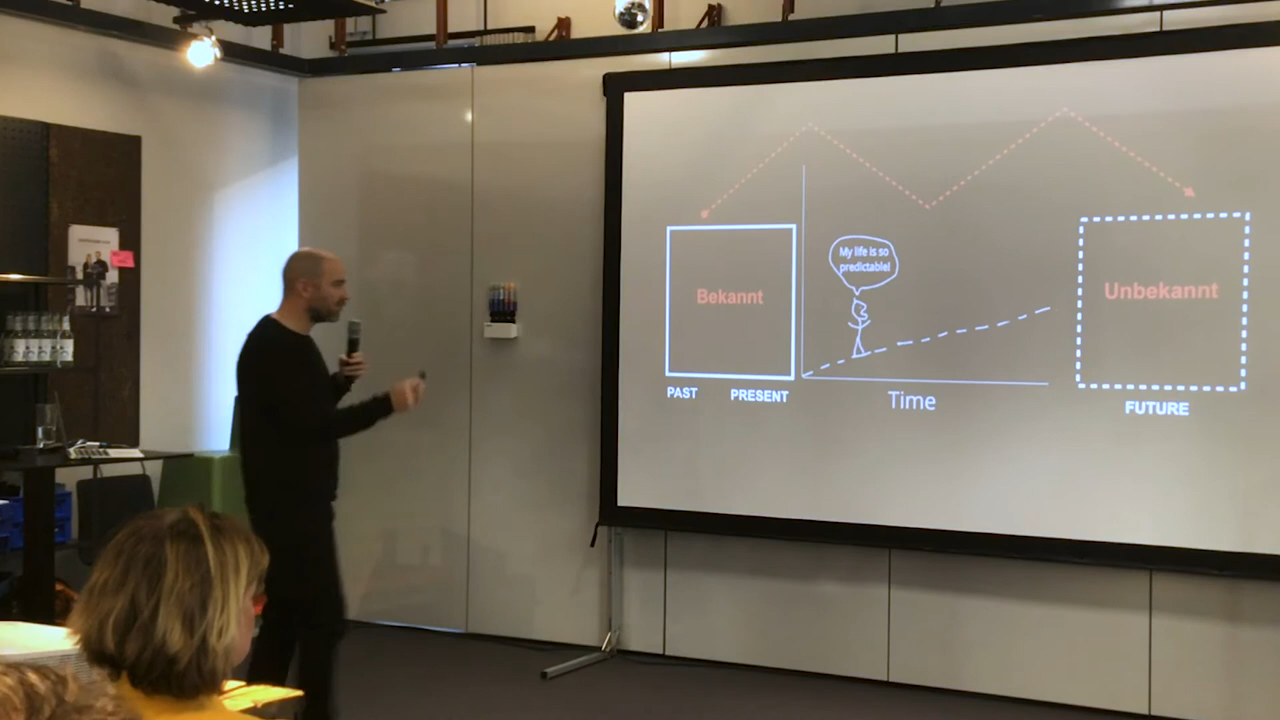 My life is so
predictable!
Bekannt
Unbekannt
PAST
PRESENT
Time
FUTURE